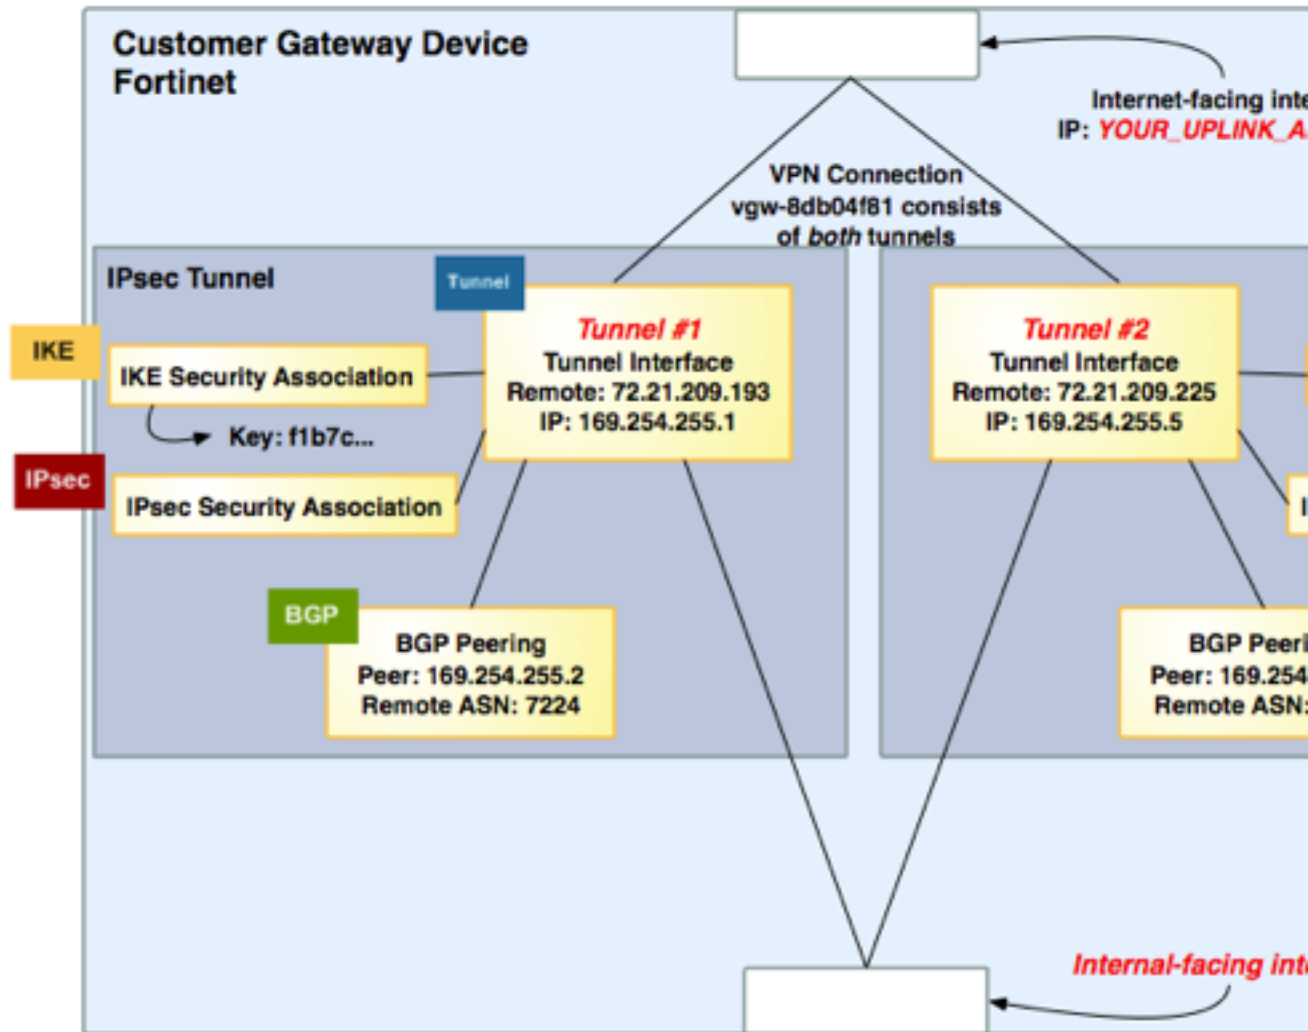 Customer Gateway Device
Fortinet
Internet-facing inte
IP: YOUR_UPLINK_A
VPN Connection
vgw-8db04f81 consists
of both tunnels
IPsec Tunnel
Tunnel
IKE
IKE Security Association
Key: f1b7c...
IPsec
IPsec Security Association
Tunnel #1
Tunnel Interface
Remote: 72.21.209.193
IP: 169.254.255.1
BGP
BGP Peering
Peer: 169.254.255.2
Remote ASN: 7224
Tunnel #2
Tunnel Interface
Remote: 72.21.209.225
IP: 169.254.255.5
I
BGP Peeri
Peer: 169.254
Remote ASN:
Internal-facing inte